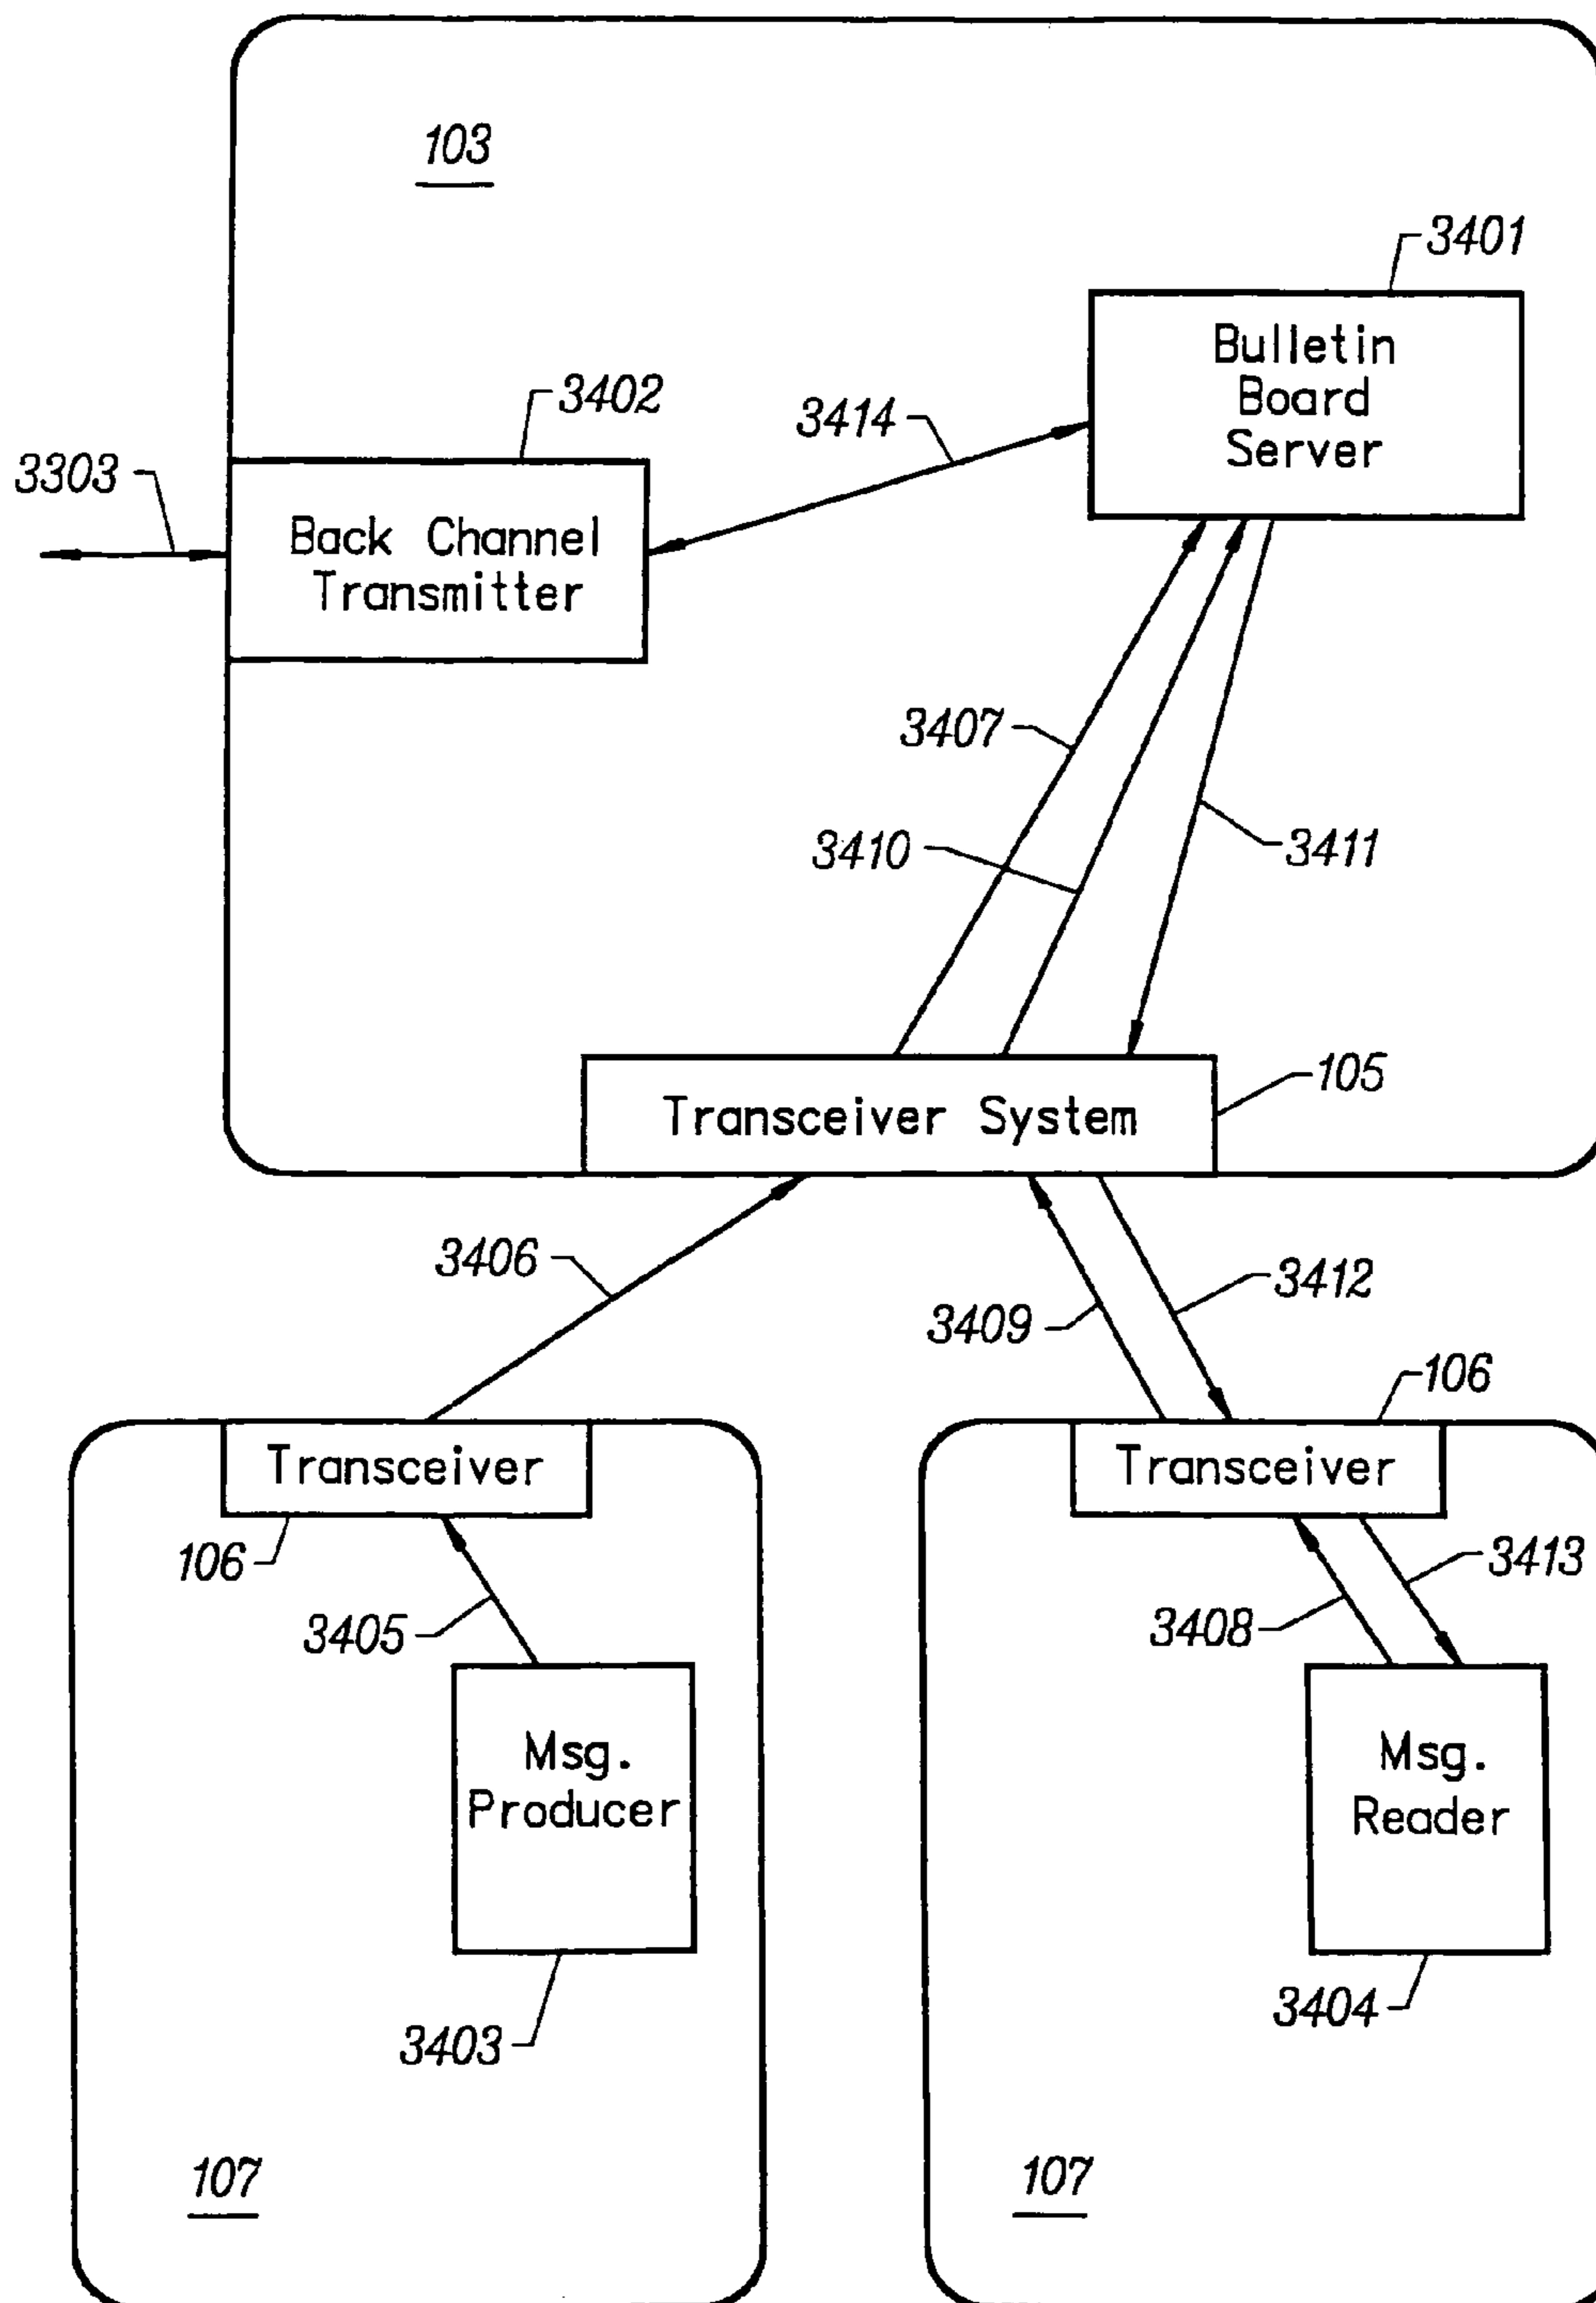 103
3401
Bulletin
Board
Server
3402
3414
3303
Back Channel
Transmitter
3407
3410
3411
105
Transceiver System
3406
3412
3409
106
Transceiver
Transceiver
106
3413
3405
3408
Msg.
Producer
Msg.
Reader
3404
3403
107
107